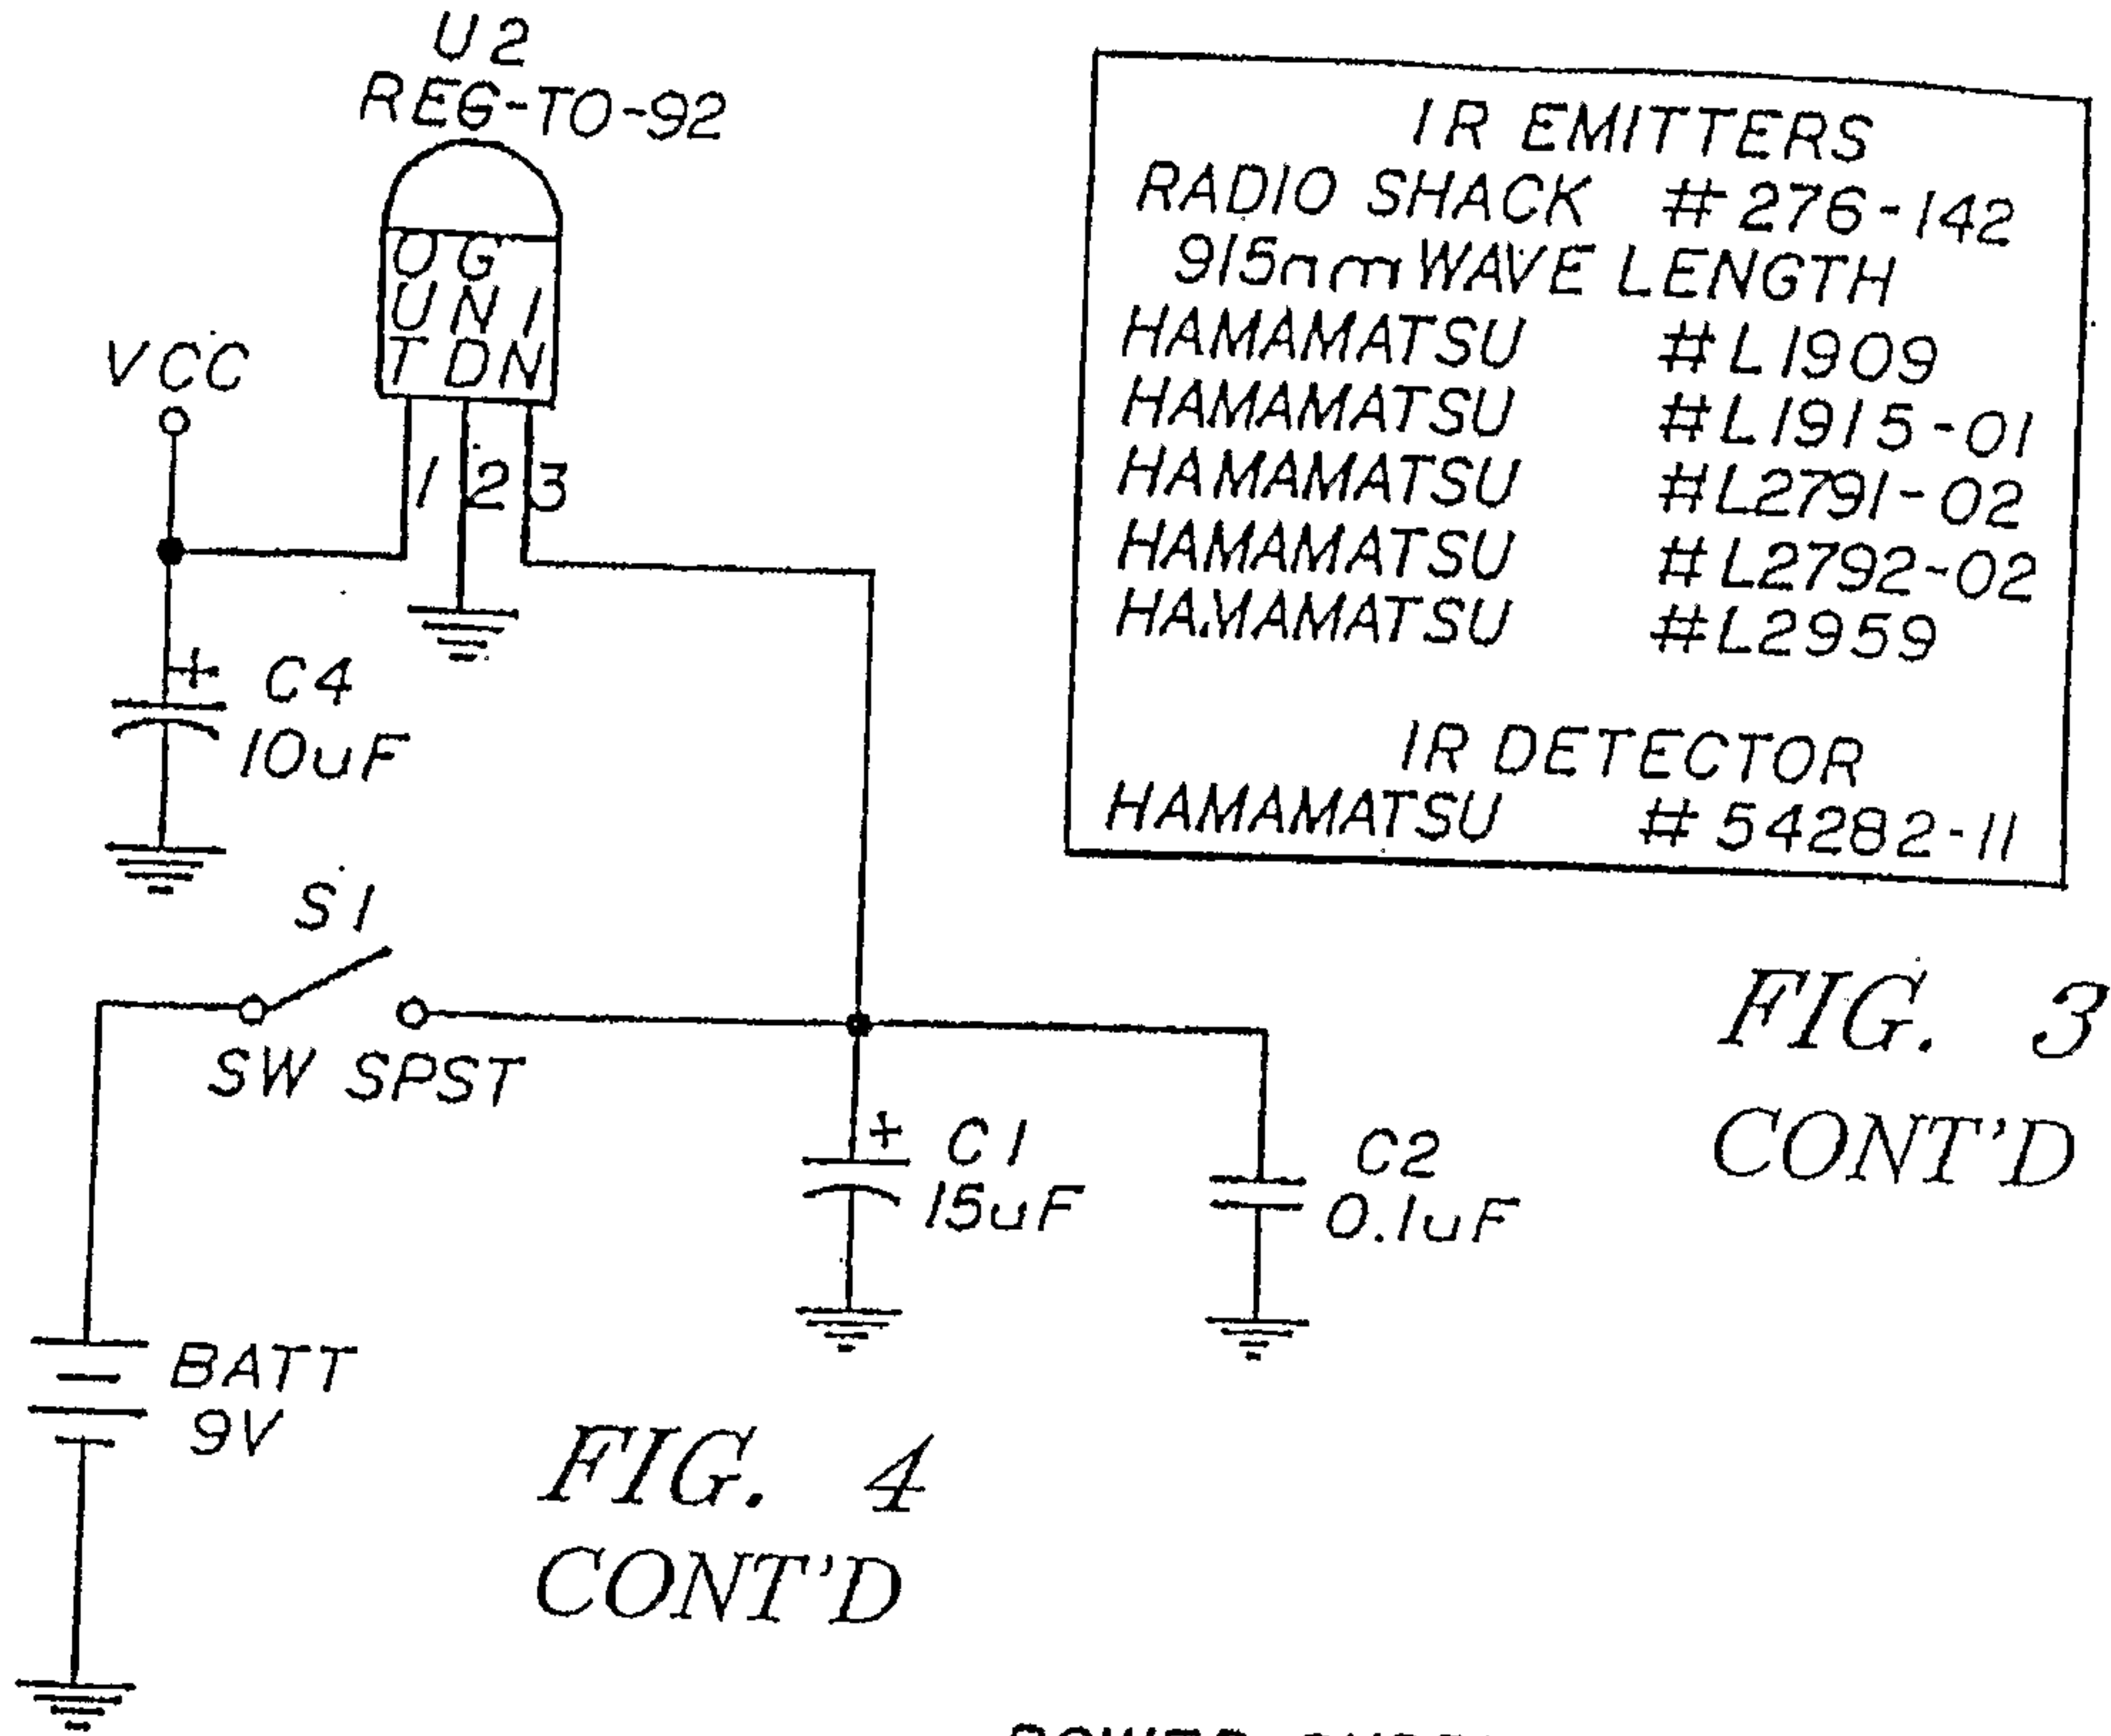 U2
REG-TO-92
O G
U N I
T D N
1 2 3
VCC
+ C4
10uF
S1
SW SPST
+ C1
15uF
C2
0.1uF
BATT
9V
FIG. 4
CONT'D
IR EMITTERS
RADIO SHACK #276-142
915nm WAVE LENGTH
HAMAMATSU #L1909
HAMAMATSU #L1915-01
HAMAMATSU #L2791-02
HAMAMATSU #L2792-02
HAMAMATSU #L2959
IR DETECTOR
HAMAMATSU #54282-11
FIG. 3
CONT'D